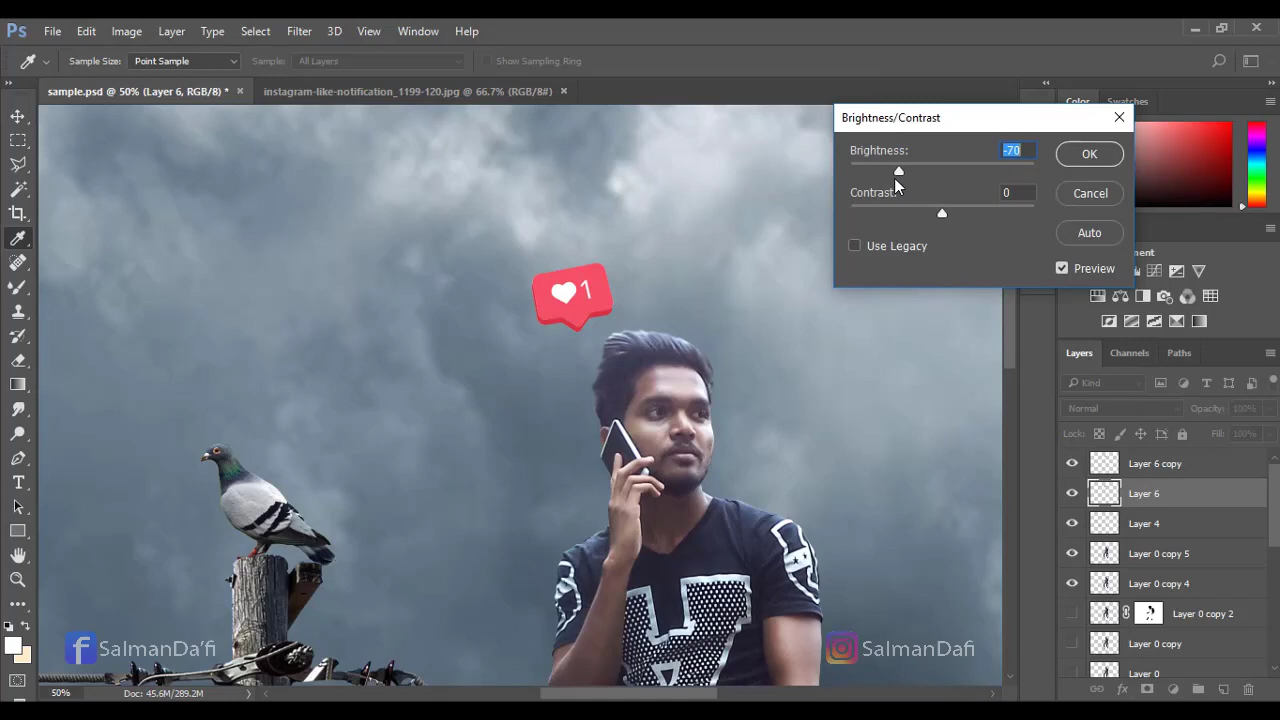 Ps File Edit Image Layer Type Select Filter 3D View Window Help
Sample Size: Point Sample Sample: All Layers Show Sampling Ring
sample.psd @ 50% (Layer 6, RGB/8) * × instagram-like-notification_1199-120.jpg @ 66.7% (RGB/8#) ×
Color Swatches
Brightness/Contrast
Brightness: -70 OK
Contrast: 0 Cancel
Auto
Use Legacy
Preview
1
Layers Channels Paths
Kind
Normal Opacity: 100%
Lock: Fill: 100%
Layer 6 copy
Layer 6
Layer 4
Layer 0 copy 5
Layer 0 copy 4
Layer 0 copy 2
Layer 0 copy
Layer 0
f SalmanDa'fi
SalmanDafi
50% Doc: 45.6M/289.2M